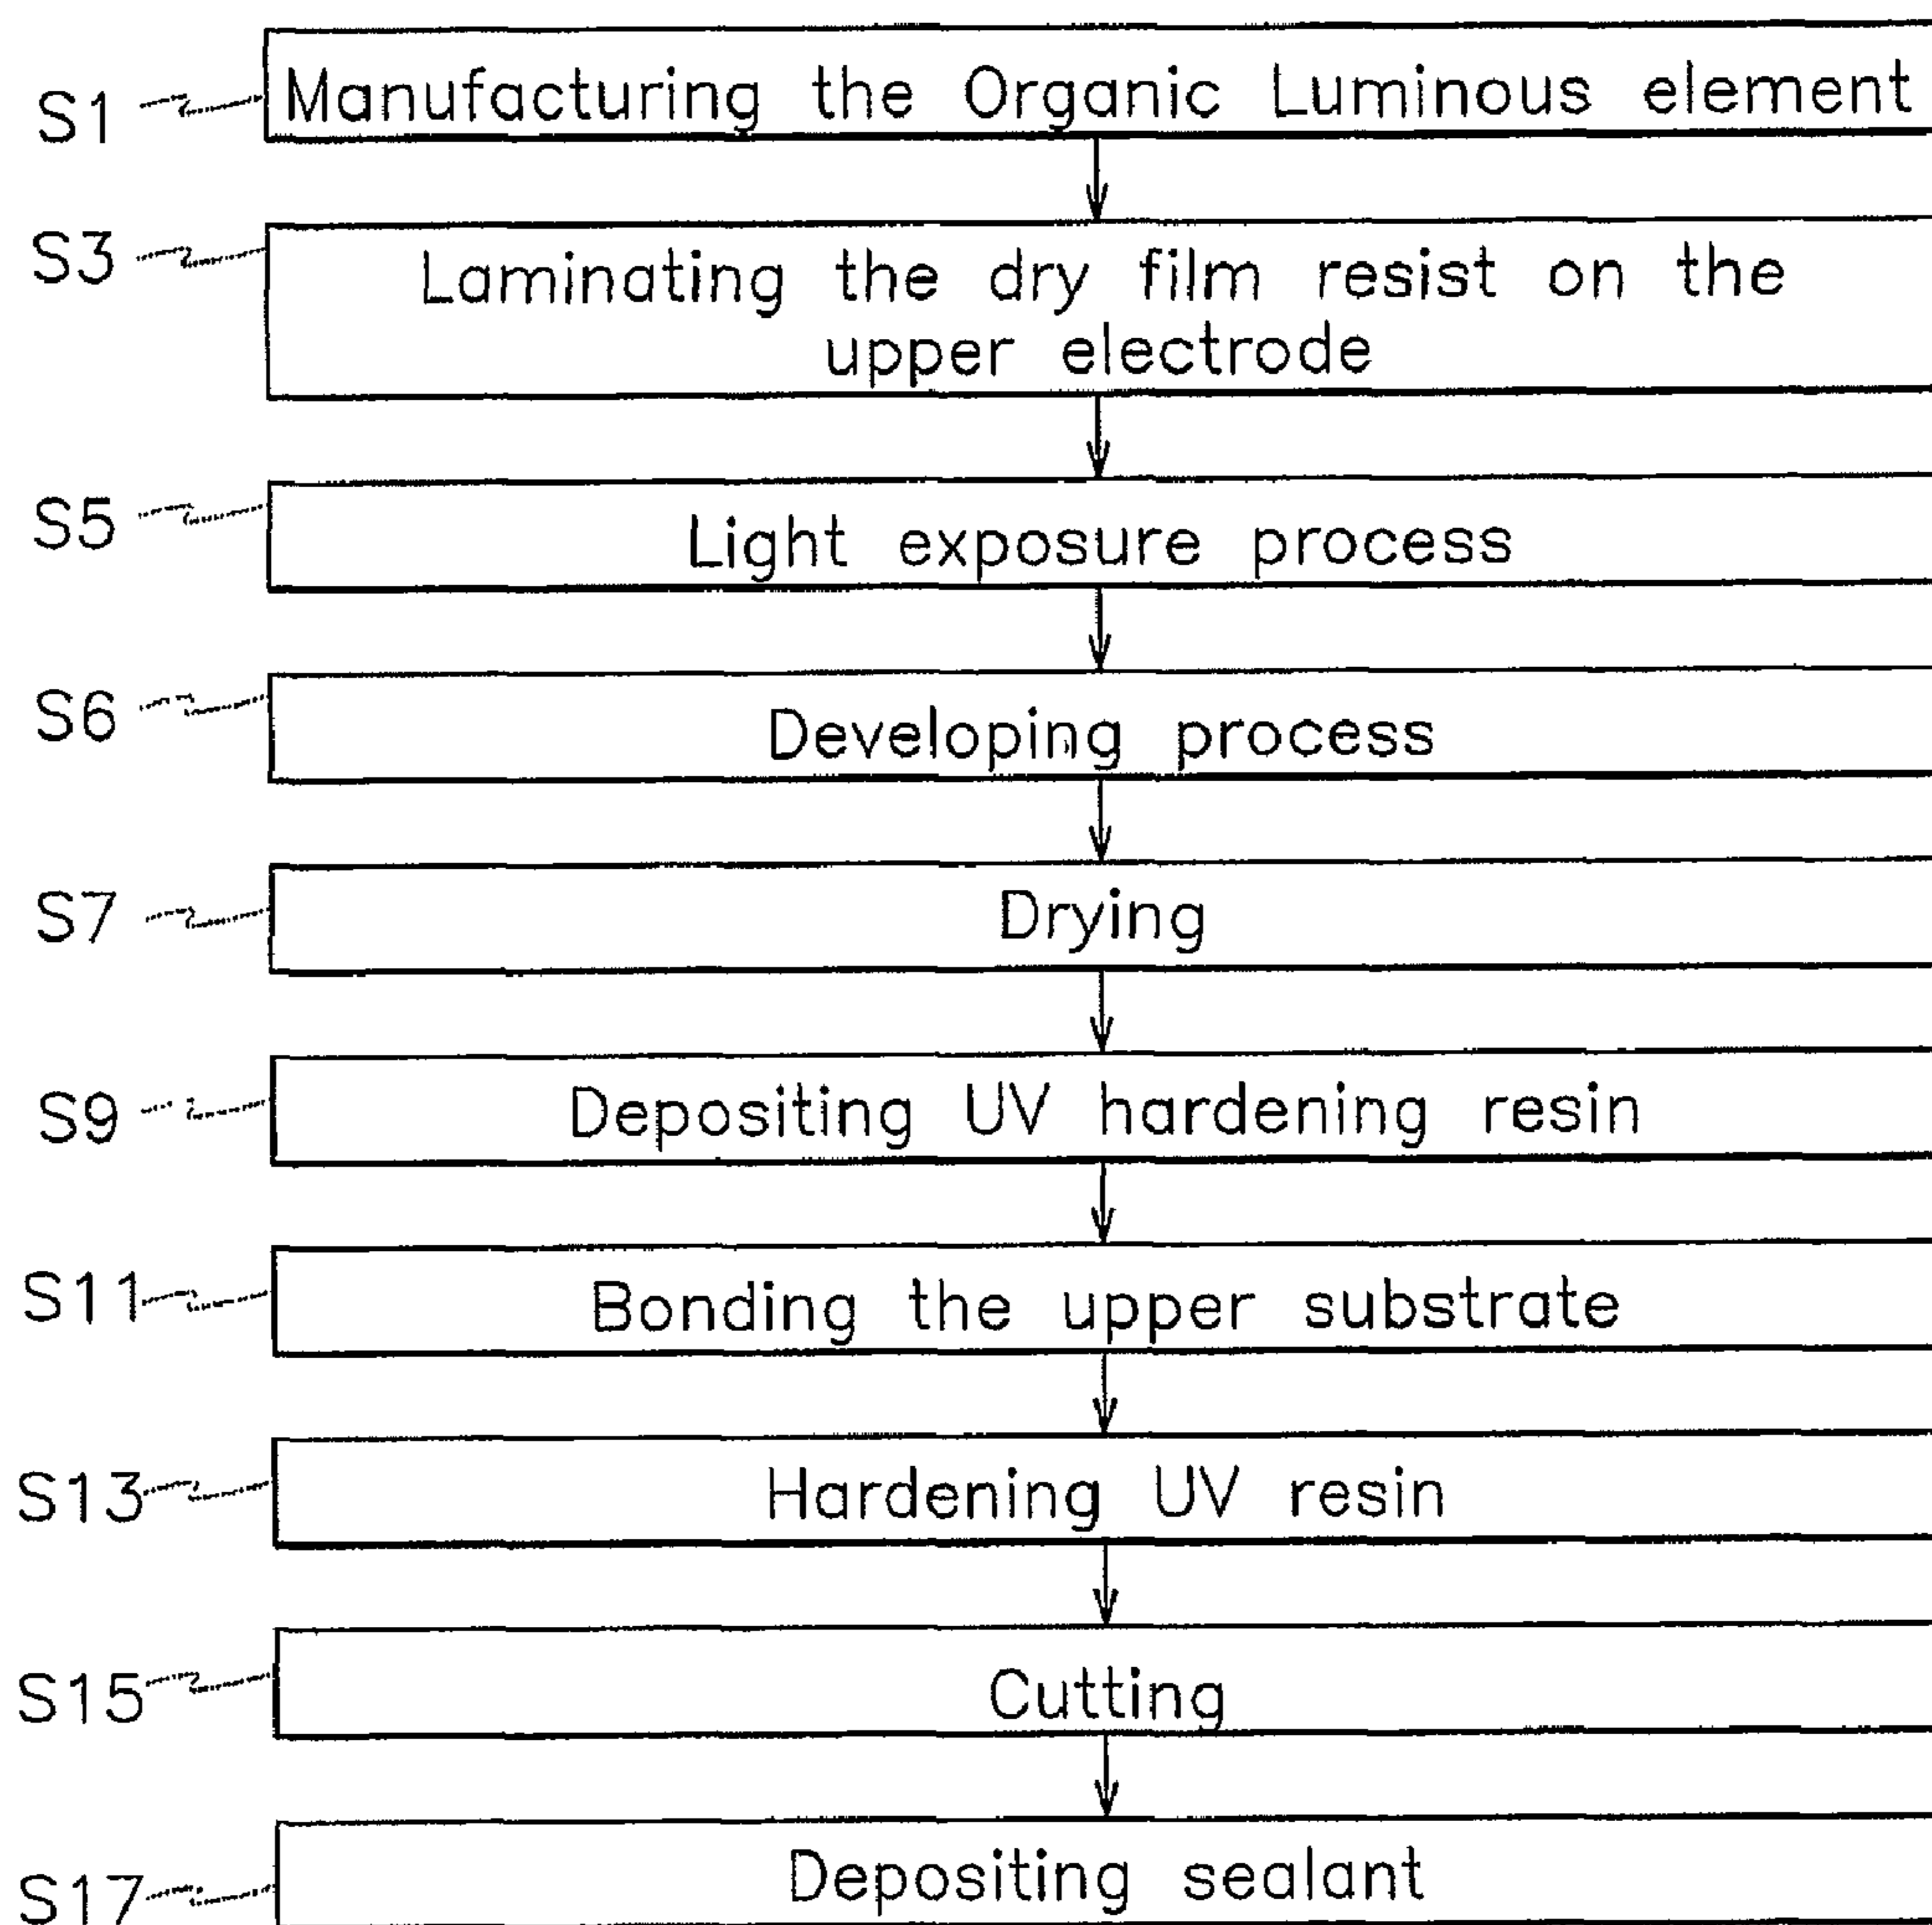 S1 Manufacturing the Organic Luminous element
S3 Laminating the dry film resist on the
upper electrode
S5 Light exposure process
S6 Developing process
S7 Drying
S9 Depositing UV hardening resin
S11 Bonding the upper substrate
S13 Hardening UV resin
S15 Cutting
S17 Depositing sealant